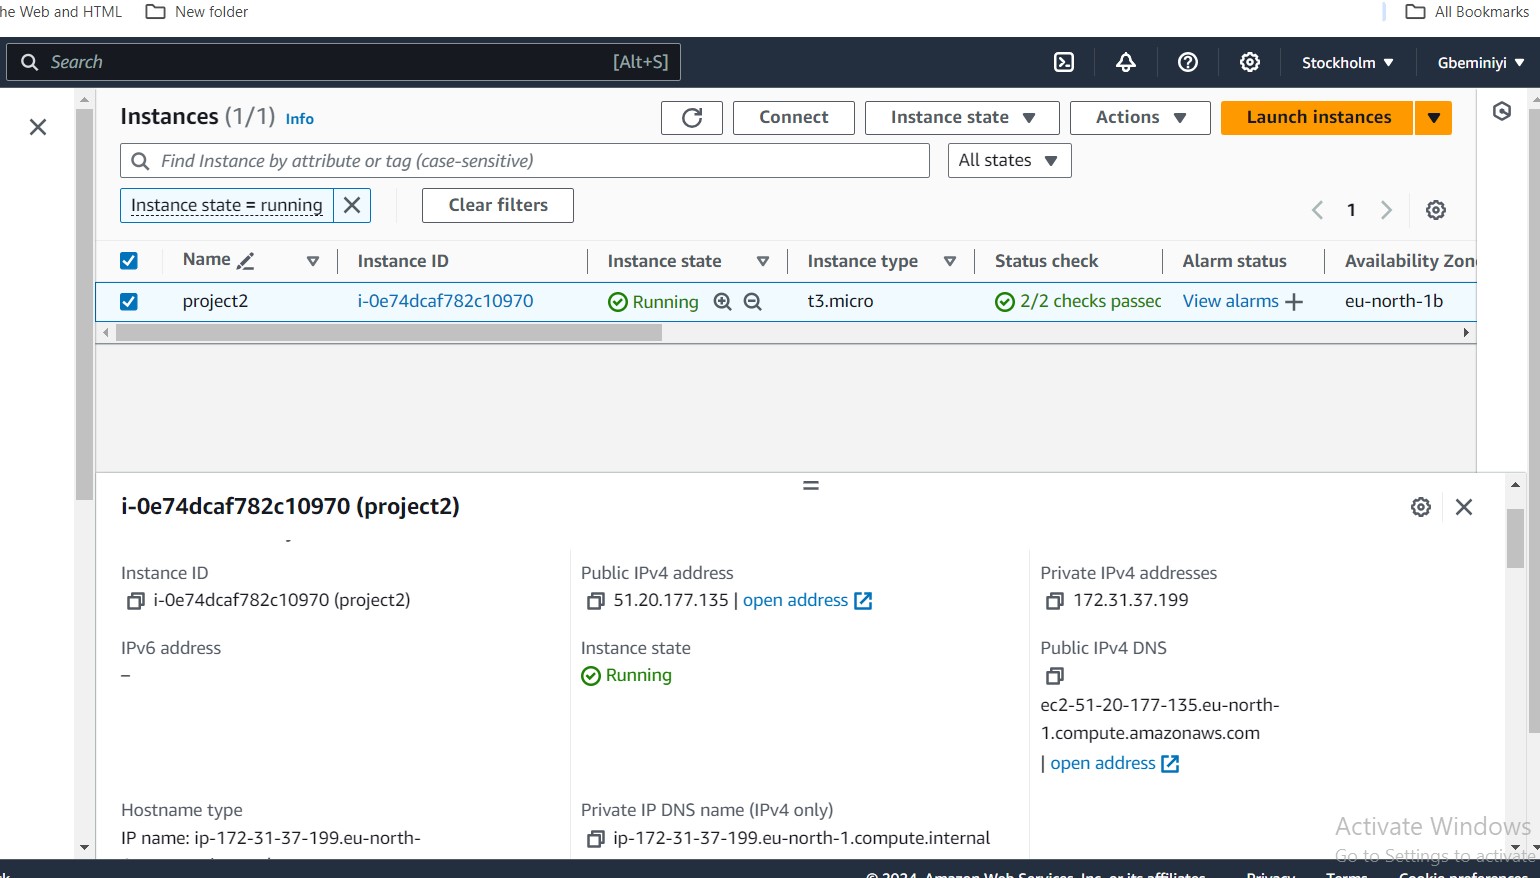 he Web and HTML
New folder
All Bookmarks
Search
[Alt+S]
Stockholm
Gbeminiyi
Instances (1/1) Info
Connect
Instance state
Actions
Launch instances
Find Instance by attribute or tag (case-sensitive)
All states
Instance state = running
Clear filters
1
Name
Instance ID
Instance state
Instance type
Status check
Alarm status
Availability Zon
project2
i-0e74dcaf782c10970
Running
t3.micro
2/2 checks passec
View alarms
eu-north-1b
i-0e74dcaf782c10970 (project2)
Instance ID
i-0e74dcaf782c10970 (project2)
Public IPv4 address
51.20.177.135 | open address
Private IPv4 addresses
172.31.37.199
IPv6 address
–
Instance state
Running
Public IPv4 DNS
ec2-51-20-177-135.eu-north-
1.compute.amazonaws.com
| open address
Hostname type
IP name: ip-172-31-37-199.eu-north-
Private IP DNS name (IPv4 only)
ip-172-31-37-199.eu-north-1.compute.internal
Activate Windows
Go to Settings to activate
© 2024, Amazon Web Services, Inc. or its affiliates.
Privacy
Terms
Cookie preferences